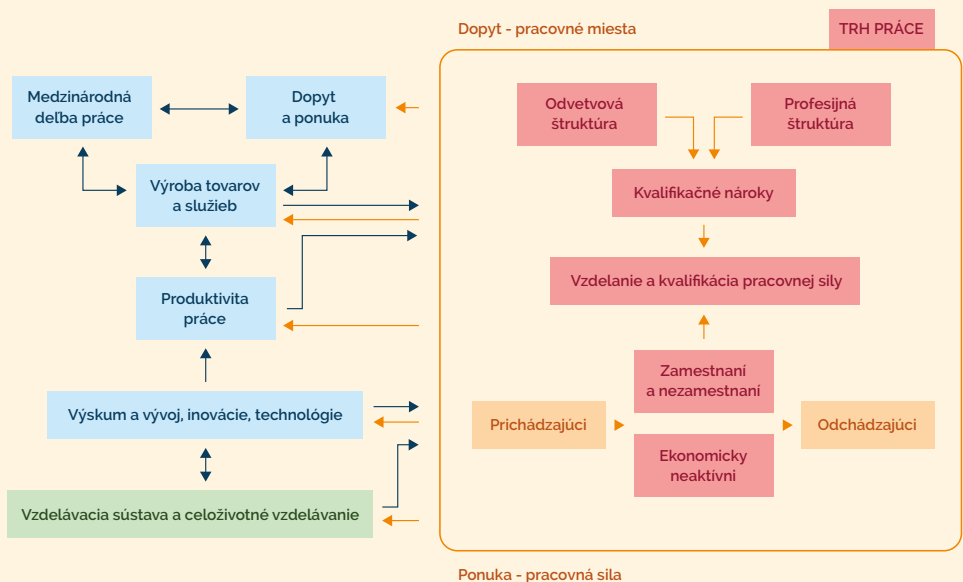 Dopyt - pracovné miesta
TRH PRÁCE
Medzinárodná
deľba práce
Dopyt
a ponuka
Odvetvová
štruktúra
Profesijná
štruktúra
Výroba tovarov
a služieb
Kvalifikačné nároky
Vzdelanie a kvalifikácia pracovnej sily
Produktivita
práce
Zamestnaní
a nezamestnaní
Výskum a vývoj, inovácie, technológie
Prichádzajúci
Odchádzajúci
Ekonomicky
neaktívni
Vzdelávacia sústava a celoživotné vzdelávanie
Ponuka - pracovná sila